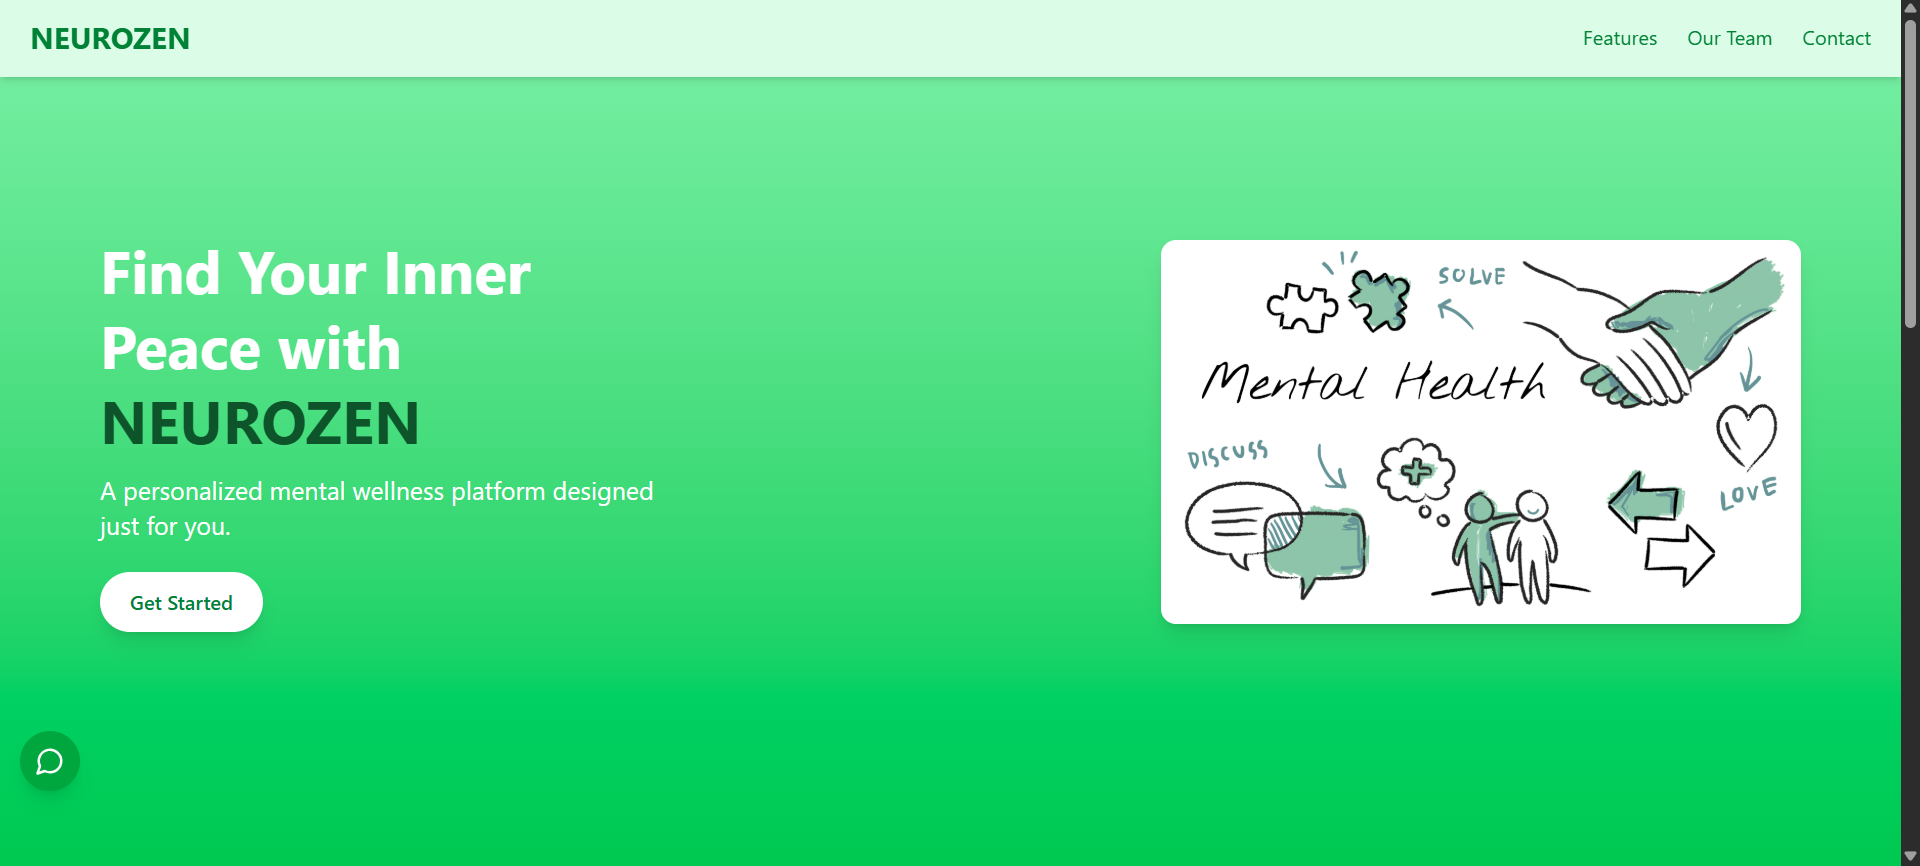 NEUROZEN
Features
Our Team
Contact
Find Your Inner
Peace with
NEUROZEN
A personalized mental wellness platform designed
just for you.
Get Started
SOLVE
Mental Health
DISCUSS
LOVE